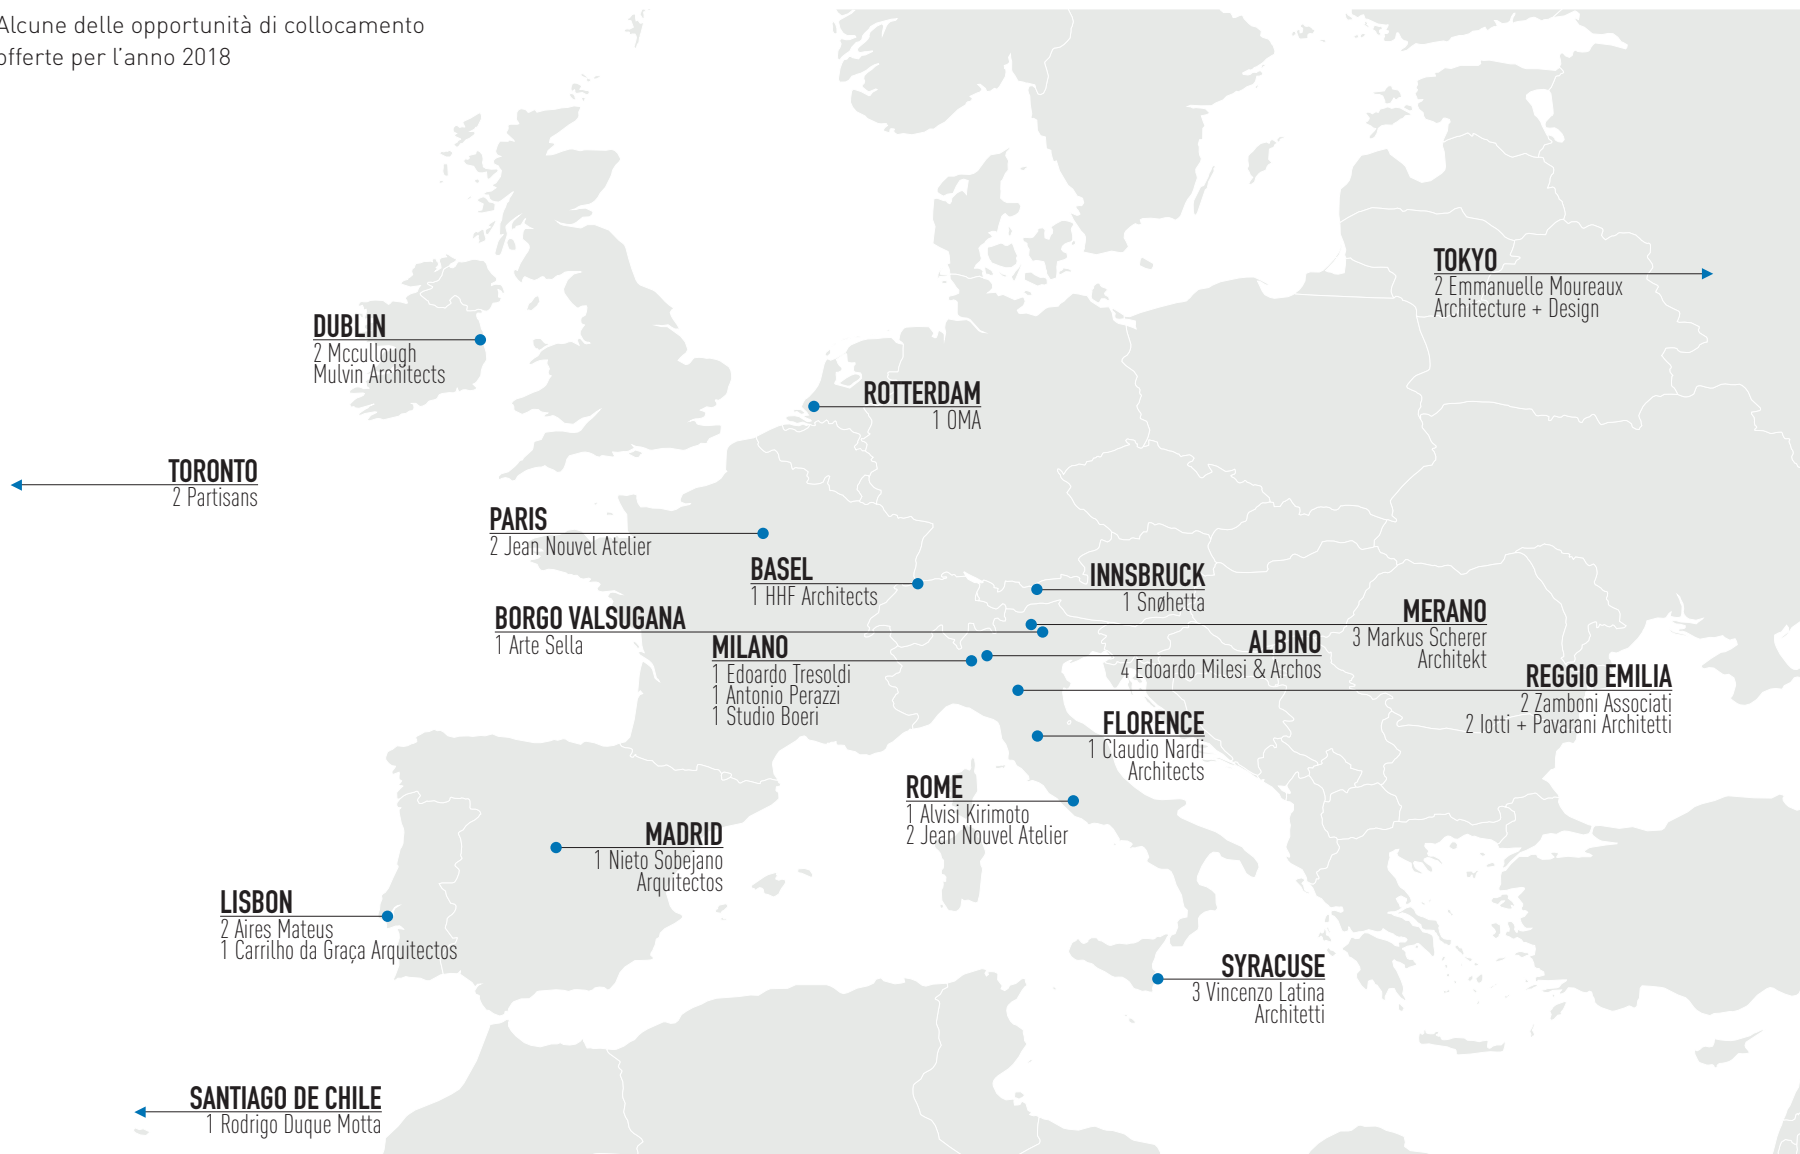 Alcune delle opportunità di collocamento
offerte per l'anno 2018
TOKYO
2 Emmanuelle Moureaux
Architecture + Design
DUBLIN
2 Mccullough
Mulvin Architects
ROTTERDAM
1 OMA
TORONTO
2 Partisans
PARIS
2 Jean Nouvel Atelier
BASEL
1 HHF Architects
INNSBRUCK
1 Snøhetta
BORGO VALSUGANA
1 Arte Sella
MERANO
3 Markus Scherer
Architekt
MILANO
1 Edoardo Tresoldi
1 Antonio Perazzi
1 Studio Boeri
ALBINO
4 Edoardo Milesi & Archos
REGGIO EMILIA
2 Zamboni Associati
2 Iotti + Pavarani Architetti
FLORENCE
1 Claudio Nardi
Architects
ROME
1 Alvisi Kirimoto
2 Jean Nouvel Atelier
MADRID
1 Nieto Sobejano
Arquitectos
LISBON
2 Aires Mateus
1 Carrilho da Graça Arquitectos
SYRACUSE
3 Vincenzo Latina
Architetti
SANTIAGO DE CHILE
1 Rodrigo Duque Motta